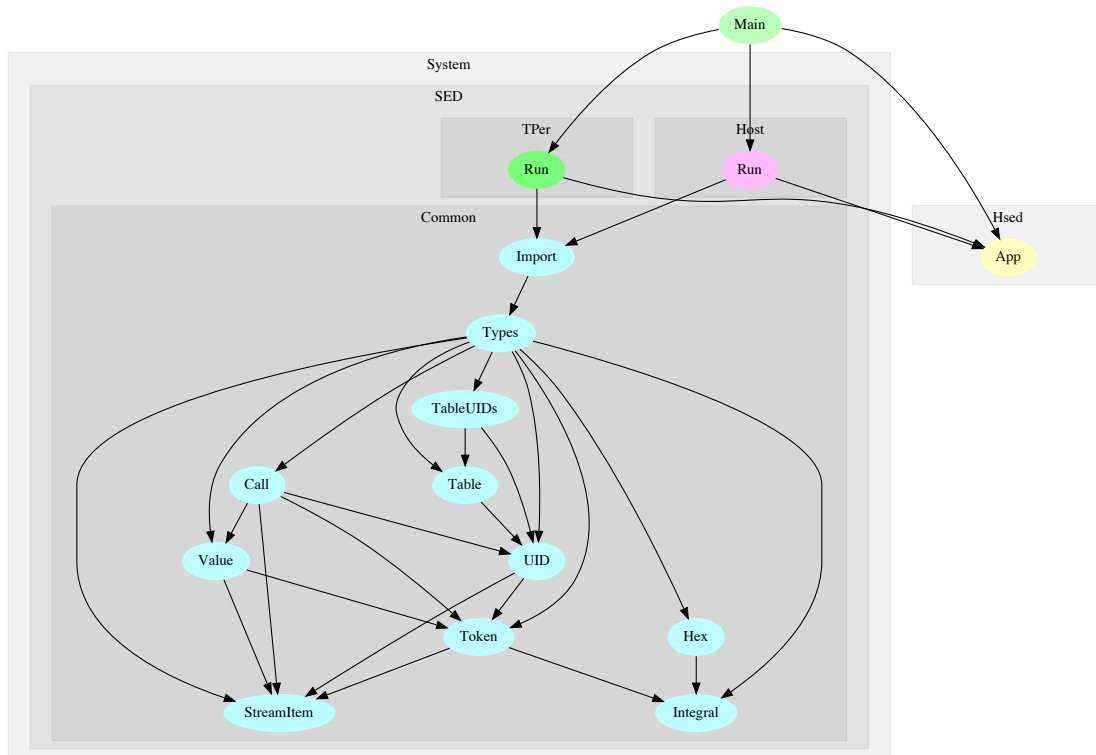 Main
System
SED
TPer
Host
Run
Run
Common
Hsed
Import
App
Types
TableUIDs
Call
Table
Value
UID
Token
Hex
StreamItem
Integral